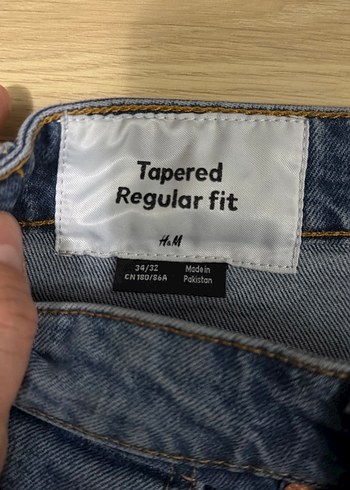 Tapered
Regular fit
H&M
34/32
CN 180/86A
Made in
Pakistan